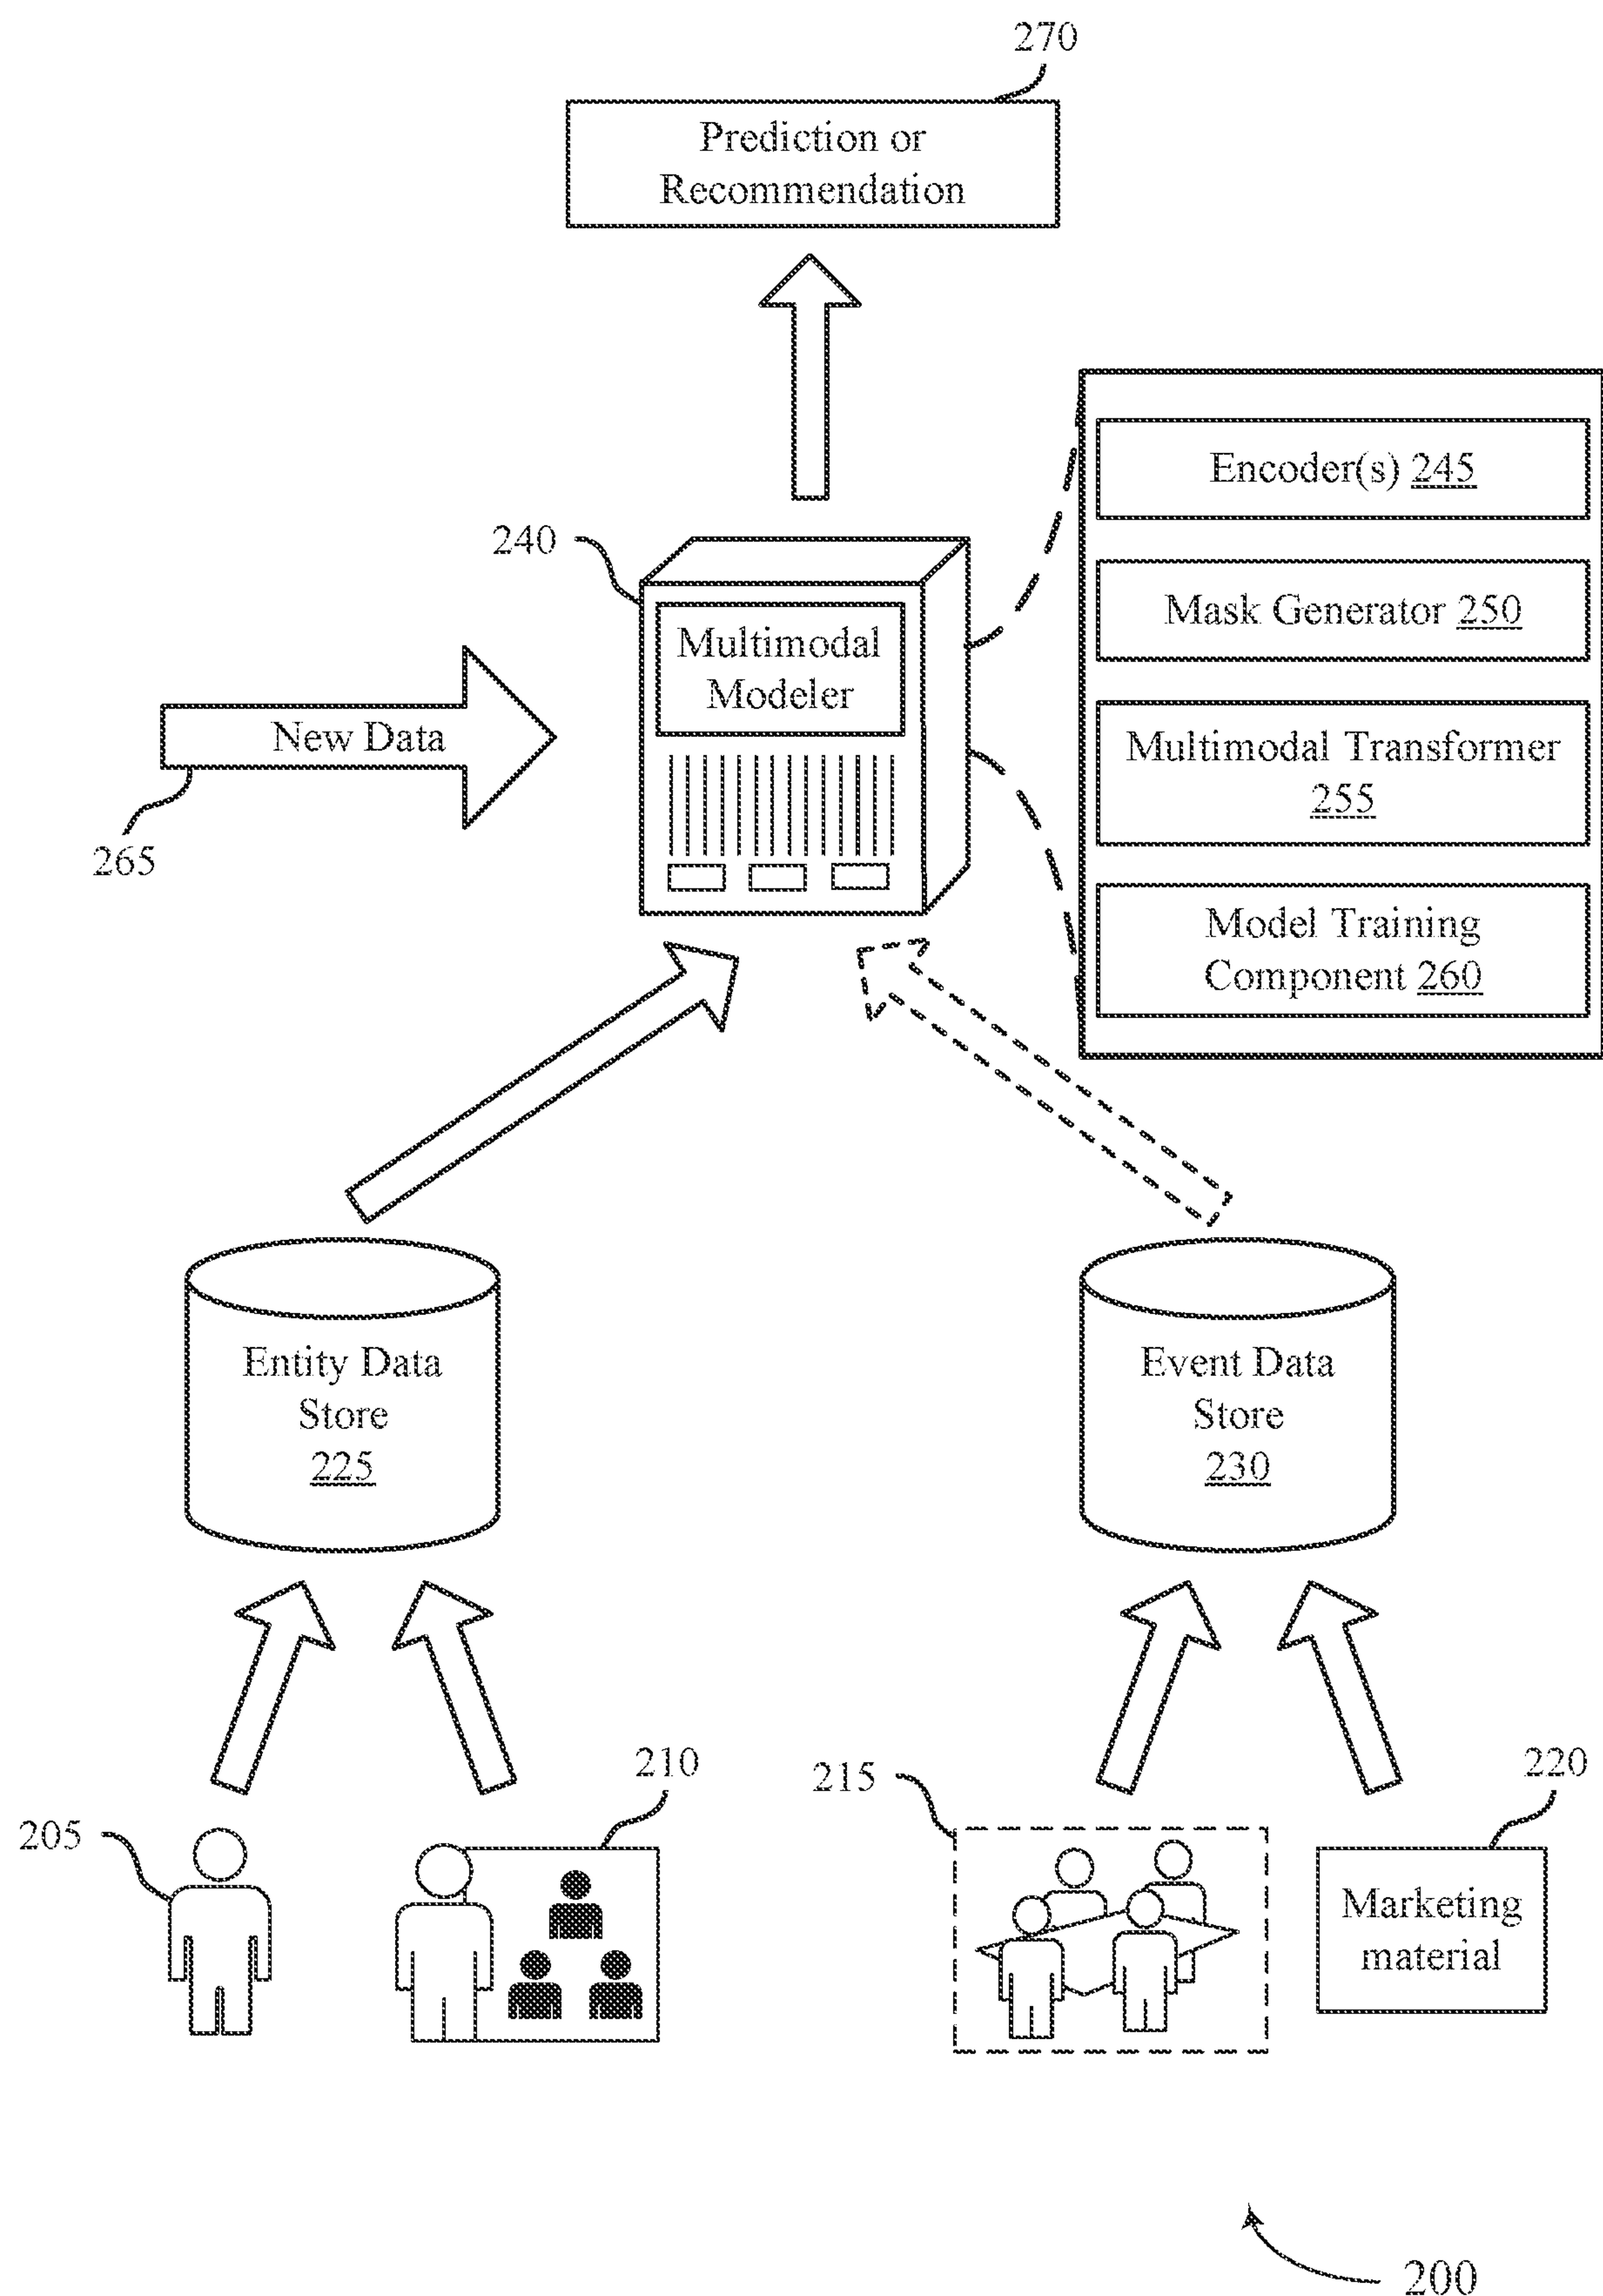 270
Prediction or
Recommendation
Encoder(s) 245
240
Mask Generator 250
Multimodal
Modeler
New Data
265
Multimodal Transformer
255
Model Training
Component 260
Entity Data
Store
225
Event Data
Store
230
205
210
215
220
Marketing
material
200